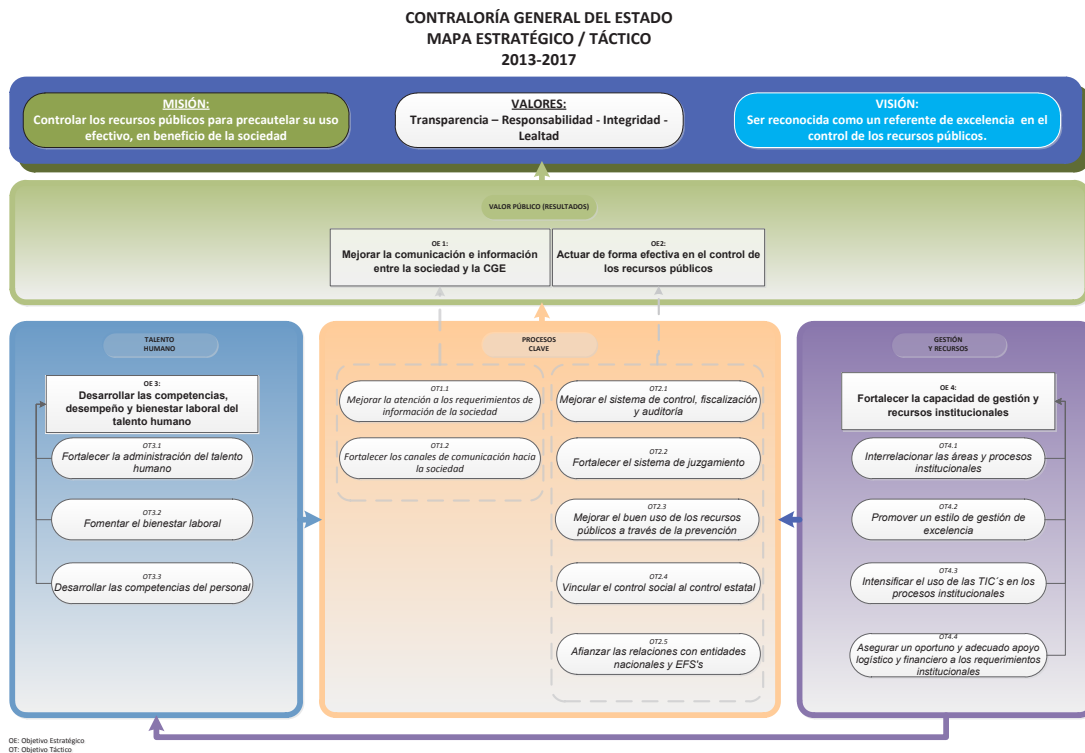 CONTRALORÍA GENERAL DEL ESTADO
MAPA ESTRATÉGICO / TÁCTICO
2013-2017
MISIÓN:
Controlar los recursos públicos para precautelar su uso
efectivo, en beneficio de la sociedad
VALORES:
Transparencia – Responsabilidad - Integridad -
Lealtad
VISIÓN:
Ser reconocida como un referente de excelencia en el
control de los recursos públicos.
VALOR PÚBLICO (RESULTADOS)
OE 1:
Mejorar la comunicación e información
entre la sociedad y la CGE
OE2:
Actuar de forma efectiva en el control de
los recursos públicos
TALENTO
HUMANO
OE 3:
Desarrollar las competencias,
desempeño y bienestar laboral del
talento humano
OT3.1
Fortalecer la administración del talento
humano
OT3.2
Fomentar el bienestar laboral
OT3.3
Desarrollar las competencias del personal
PROCESOS
CLAVE
OT1.1
Mejorar la atención a los requerimientos de
información de la sociedad
OT1.2
Fortalecer los canales de comunicación hacia
la sociedad
OT2.1
Mejorar el sistema de control, fiscalización
y auditoría
OT2.2
Fortalecer el sistema de juzgamiento
OT2.3
Mejorar el buen uso de los recursos
públicos a través de la prevención
OT2.4
Vincular el control social al control estatal
OT2.5
Afianzar las relaciones con entidades
nacionales y EFS's
GESTIÓN
Y RECURSOS
OE 4:
Fortalecer la capacidad de gestión y
recursos institucionales
OT4.1
Interrelacionar las áreas y procesos
institucionales
OT4.2
Promover un estilo de gestión de
excelencia
OT4.3
Intensificar el uso de las TIC´s en los
procesos institucionales
OT4.4
Asegurar un oportuno y adecuado apoyo
logístico y financiero a los requerimientos
institucionales
OE: Objetivo Estratégico
OT: Objetivo Táctico